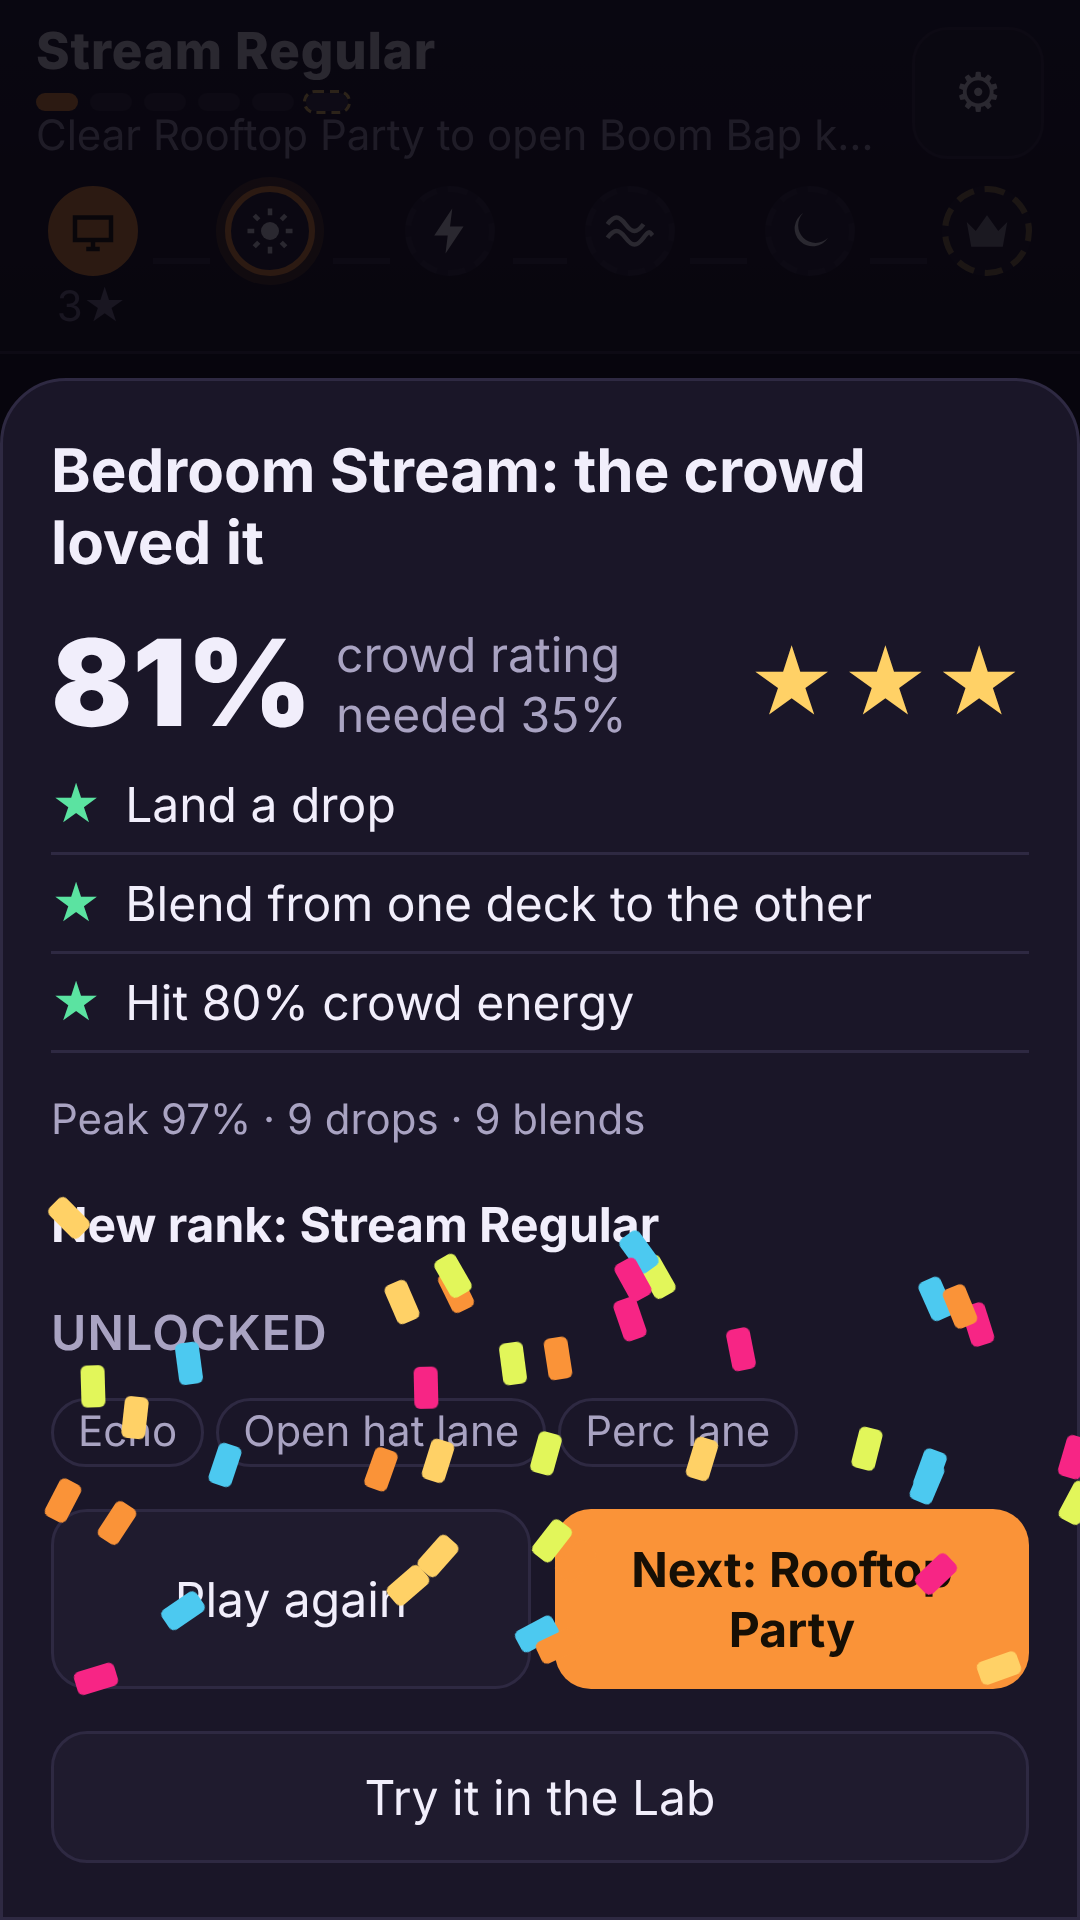 Stream Regular
Clear Rooftop Party to open Boom Bap k...
3★
Bedroom Stream: the crowd
loved it
81%
crowd rating
needed 35%
★ ★ ★
★ Land a drop
★ Blend from one deck to the other
★ Hit 80% crowd energy
Peak 97% · 9 drops · 9 blends
New rank: Stream Regular
UNLOCKED
Echo
Open hat lane
Perc lane
Play again
Next: Rooftop
Party
Try it in the Lab